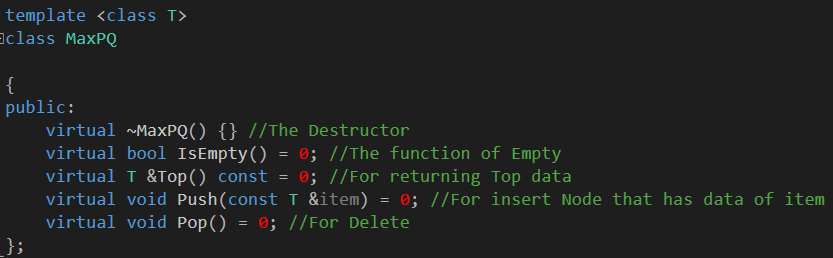 template <class T>
class MaxPQ
{
public:
    virtual ~MaxPQ() {} //The Destructor
    virtual bool IsEmpty() = 0; //The function of Empty
    virtual T &Top() const = 0; //For returning Top data
    virtual void Push(const T &item) = 0; //For insert Node that has data of item
    virtual void Pop() = 0; //For Delete
};